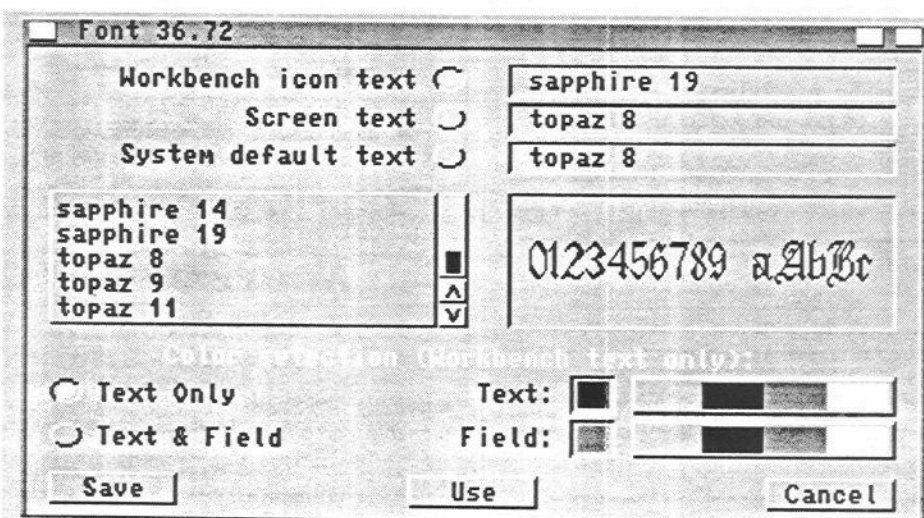 Font 36.72
Workbench icon text sapphire 19
Screen text topaz 8
System default text topaz 8
sapphire 14
sapphire 19
topaz 8
topaz 9
topaz 11
0123456789 aAbBc
Color selection (Workbench text only):
Text Only Text:
Text & Field Field:
Save Use Cancel